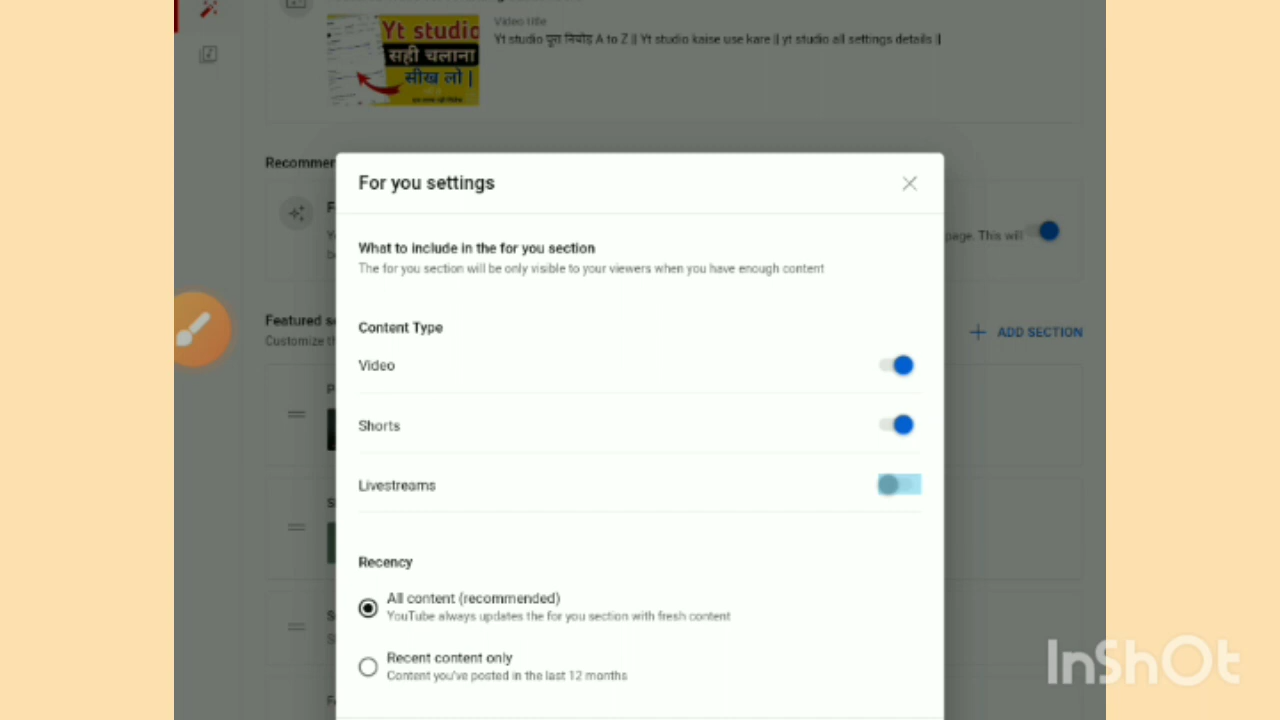 Yt studio
सही चलाना
सीख लो |
Video title
Yt studio पूरा निचोड़ A to Z || Yt studio kaise use kare || yt studio all settings details ||
Recommen
For you settings
page. This will
What to include in the for you section
The for you section will be only visible to your viewers when you have enough content
Featured s
Customize th
ADD SECTION
Content Type
Video
Shorts
Livestreams
Recency
All content (recommended)
YouTube always updates the for you section with fresh content
Recent content only
Content you've posted in the last 12 months
InShOt